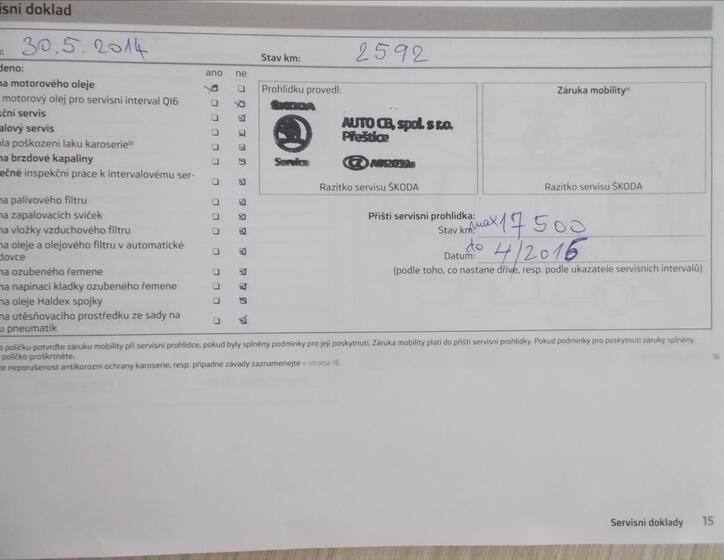 isní doklad
30.5.2014
Stav km: 2592
deno:
ano ne
na motorového oleje
motorový olej pro servisní interval QI6
kční servis
alový servis
ola poškození laku karoserie
na brzdové kapaliny
ečné inspekční práce k intervalovému ser-
na palivového filtru
na zapalovacích svíček
na vložky vzduchového filtru
na oleje a olejového filtru v automatické
dovce
na ozubeného řemene
na napínací kladky ozubeného řemene
na oleje Haldex spojky
na utěsňovacího prostředku ze sady na
u pneumatik
Prohlídku provedl:
ŠKODA
Service
AUTO CB, spol. s r.o.
Přeštice
CZ
Razítko servisu ŠKODA
Záruka mobility
Razítko servisu ŠKODA
Příští servisní prohlídka:
Stav km: max 17 500
Datum: do 4/2016
(podle toho, co nastane dříve, resp. podle ukazatele servisních intervalů)
o políčku potvrďte záruku mobility při servisní prohlídce, pokud byly splněny podmínky pro její poskytnutí. Záruka mobility platí do příští servisní prohlídky. Pokud podmínky pro poskytnutí záruky splněny
políčko proškrtněte.
te neporušenost antikorozní ochrany karoserie, resp. případné závady zaznamenejte » strana 16.
Servisní doklady 15